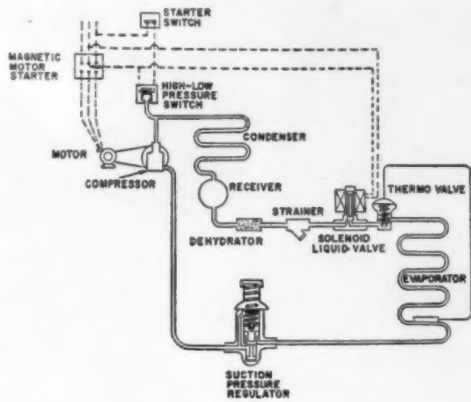 STARTER
SWITCH
MAGNETIC
MOTOR
STARTER
HIGH-LOW
PRESSURE
SWITCH
CONDENSER
MOTOR
COMPRESSOR
RECEIVER
THERMO VALVE
STRAINER
DEHYDRATOR
SOLENOID
LIQUID-VALVE
EVAPORATOR
SUCTION
PRESSURE
REGULATOR